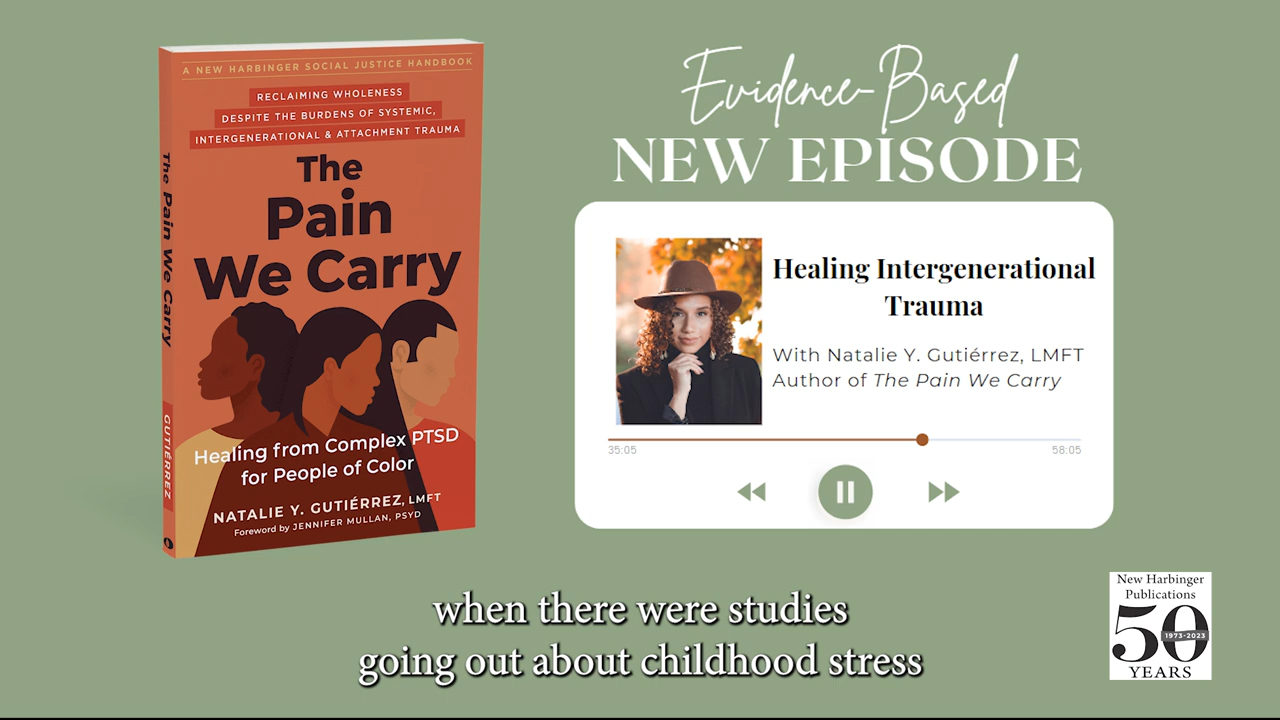 A NEW HARBINGER SOCIAL JUSTICE HANDBOOK
RECLAIMING WHOLENESS
DESPITE THE BURDENS OF SYSTEMIC,
INTERGENERATIONAL & ATTACHMENT TRAUMA
The
Pain
We Carry
Healing from Complex PTSD
for People of Color
NATALIE Y. GUTIÉRREZ, LMFT
Foreword by JENNIFER MULLAN, PSYD
The Pain We Carry
GUTIÉRREZ
Evidence-Based
NEW EPISODE
Healing Intergenerational
Trauma
With Natalie Y. Gutiérrez, LMFT
Author of The Pain We Carry
35:05
58:05
when there were studies
going out about childhood stress
New Harbinger
Publications
50
1973-2023
YEARS